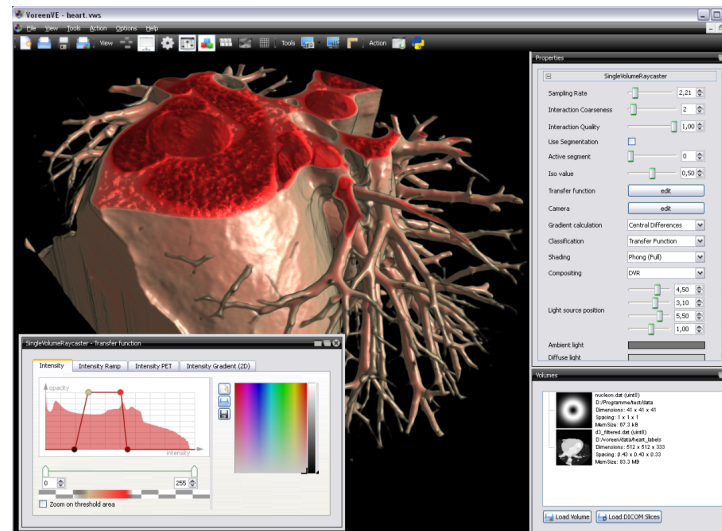 VoreenVE - heart.vws
File View Tools Action Options Help
View Tools Action
Properties
SingleVolumeRaycaster
Sampling Rate 2,21
Interaction Coarseness 2
Interaction Quality 1,00
Use Segmentation
Active segment 0
Iso value 0,50
Transfer function edit
Camera edit
Gradient calculation Central Differences
Classification Transfer Function
Shading Phong (Full)
Compositing DVR
4,50
3,10
Light source position
5,50
1,00
Ambient light
Diffuse light
SingleVolumeRaycaster - Transfer function
Intensity Intensity Ramp Intensity PET Intensity Gradient (2D)
opacity
intensity
0 255
Zoom on threshold area
Volumes
nucleon.dat (uint8)
D:/Programme/test/data
Dimensions: 41 x 41 x 41
Spacing: 1 x 1 x 1
MemSize: 67.3 kB
d3_filtered.dat (uint8)
D:/voreen/data/heart_labels
Dimensions: 512 x 512 x 333
Spacing: 0.43 x 0.43 x 0.33
MemSize: 83.3 MB
Load Volume Load DICOM Slices